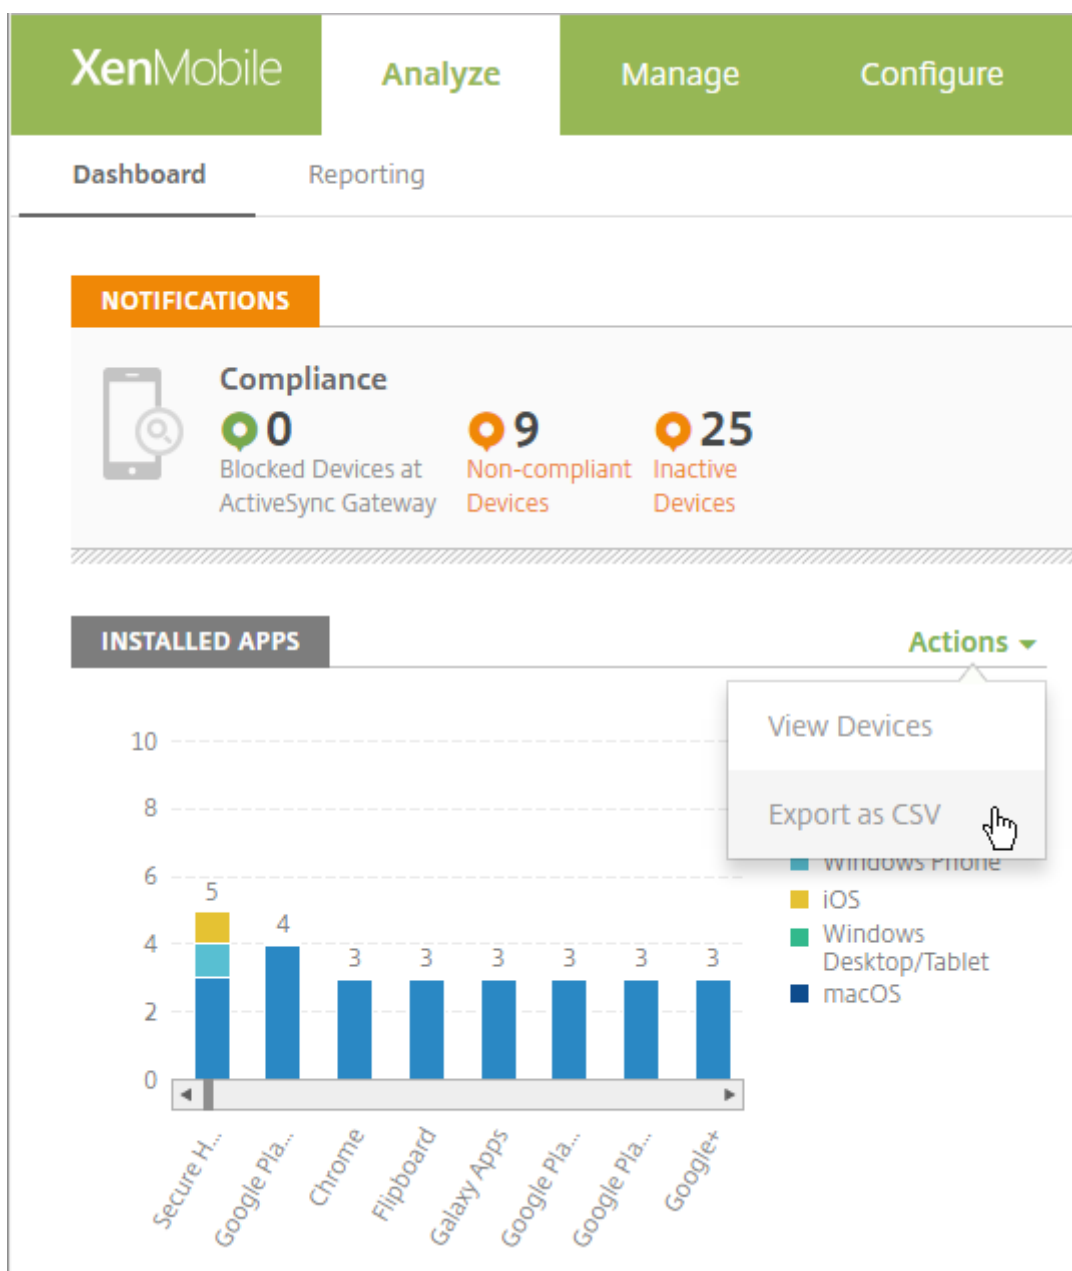 XenMobile Analyze Manage Configure
Dashboard Reporting
NOTIFICATIONS
Compliance
0 9 25
Blocked Devices at Non-compliant Inactive
ActiveSync Gateway Devices Devices
INSTALLED APPS Actions
View Devices
Export as CSV
Windows Phone
iOS
Windows
Desktop/Tablet
macOS
10
8
6
4
2
0
5 4 3 3 3 3 3 3
Secure H...
Google Pla...
Chrome
Flipboard
Galaxy Apps
Google Pla...
Google Pla...
Google+